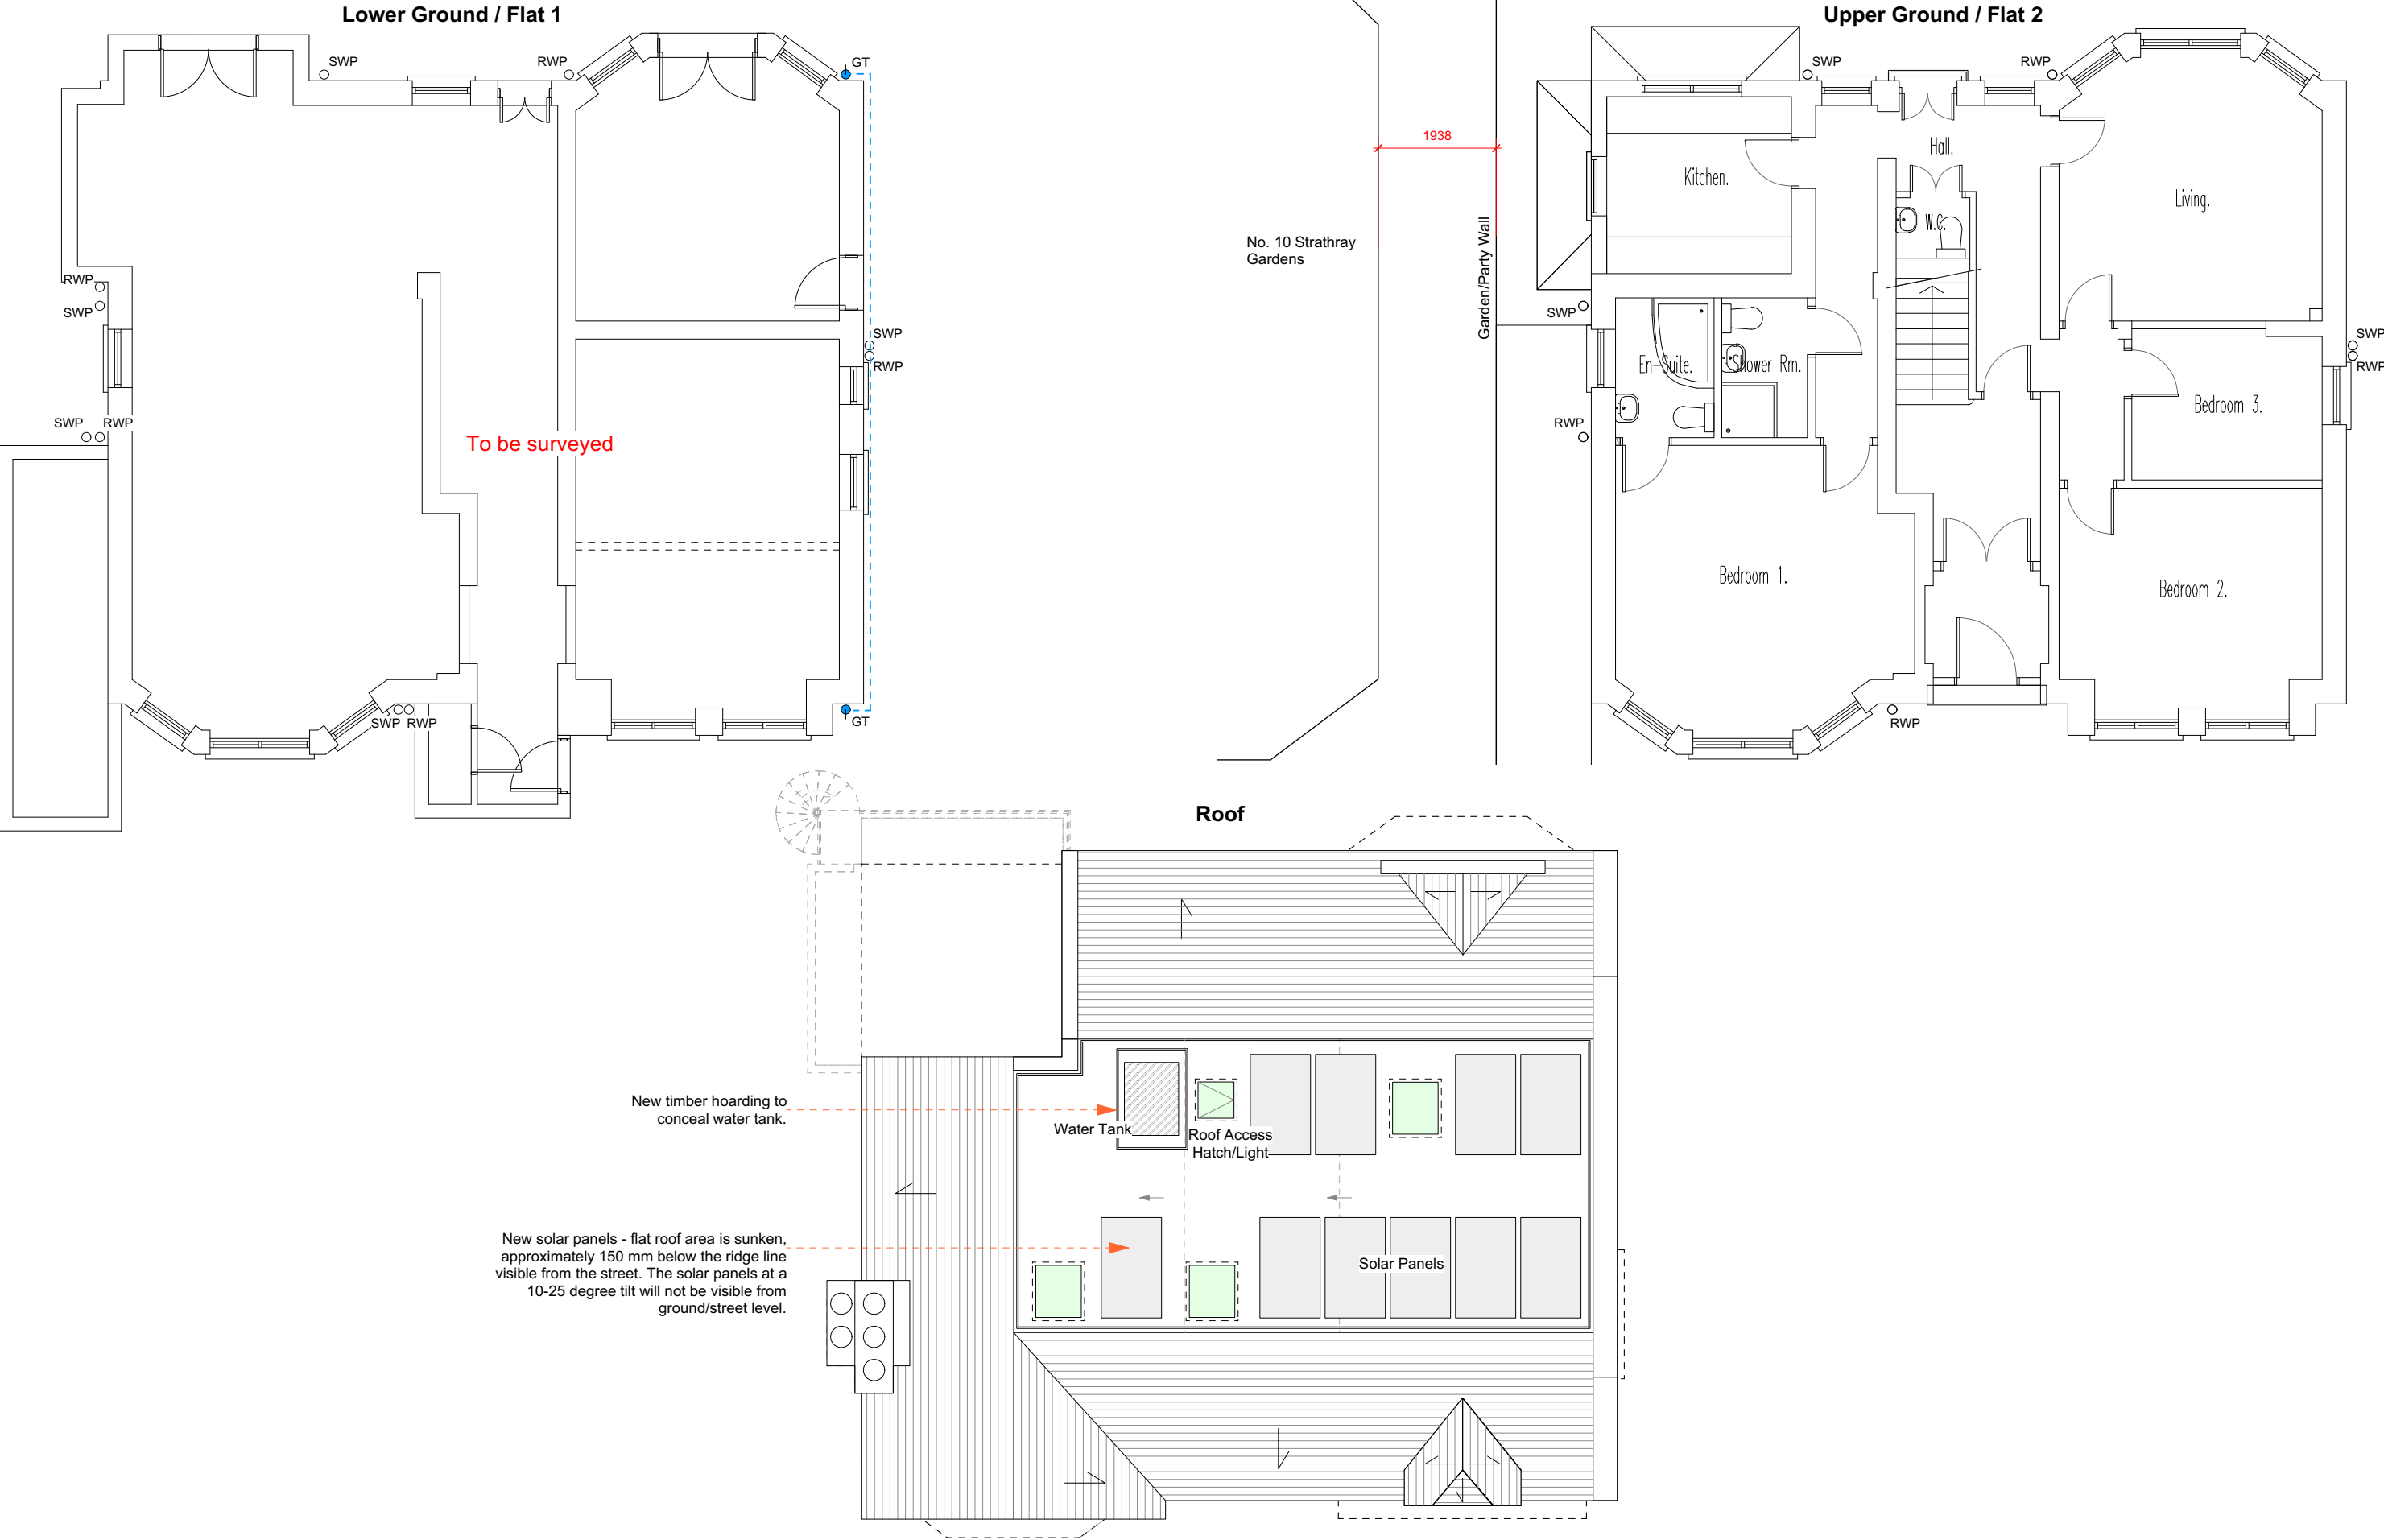 Lower Ground / Flat 1
SWP
RWP
GT
RWP
SWP
SWP
RWP
SWP RWP
To be surveyed
SWP
RWP
GT
No. 10 Strathray
Gardens
1938
Garden/Party Wall
Upper Ground / Flat 2
SWP
RWP
Hall.
Kitchen.
Living.
W.C.
SWP
En-Suite.
Shower Rm.
SWP
RWP
Bedroom 3.
RWP
Bedroom 1.
Bedroom 2.
RWP
Roof
New timber hoarding to
conceal water tank.
Water Tank
Roof Access
Hatch/Light
New solar panels - flat roof area is sunken,
approximately 150 mm below the ridge line
visible from the street. The solar panels at a
10-25 degree tilt will not be visible from
ground/street level.
Solar Panels